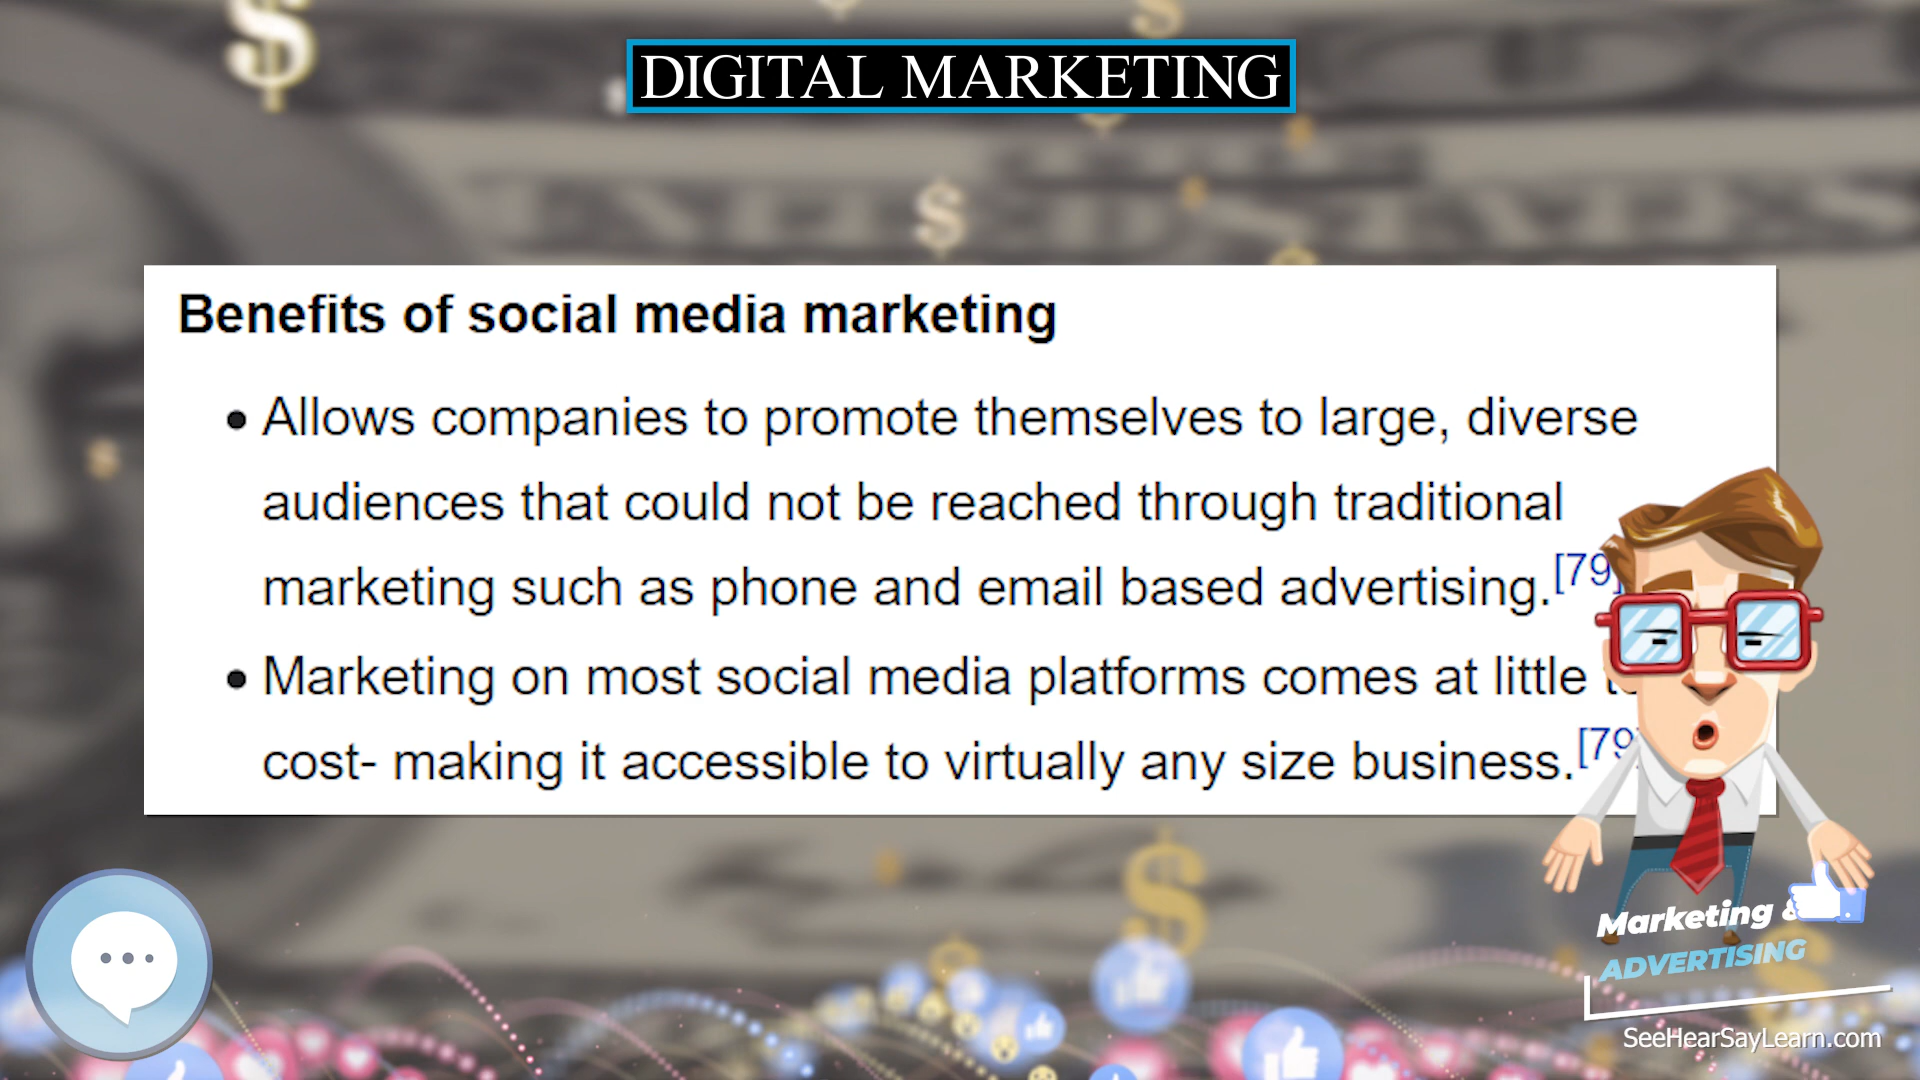 DIGITAL MARKETING
Benefits of social media marketing
• Allows companies to promote themselves to large, diverse
audiences that could not be reached through traditional
marketing such as phone and email based advertising.[79]
• Marketing on most social media platforms comes at little
cost- making it accessible to virtually any size business.[79]
Marketing &
ADVERTISING
SeeHearSayLearn.com